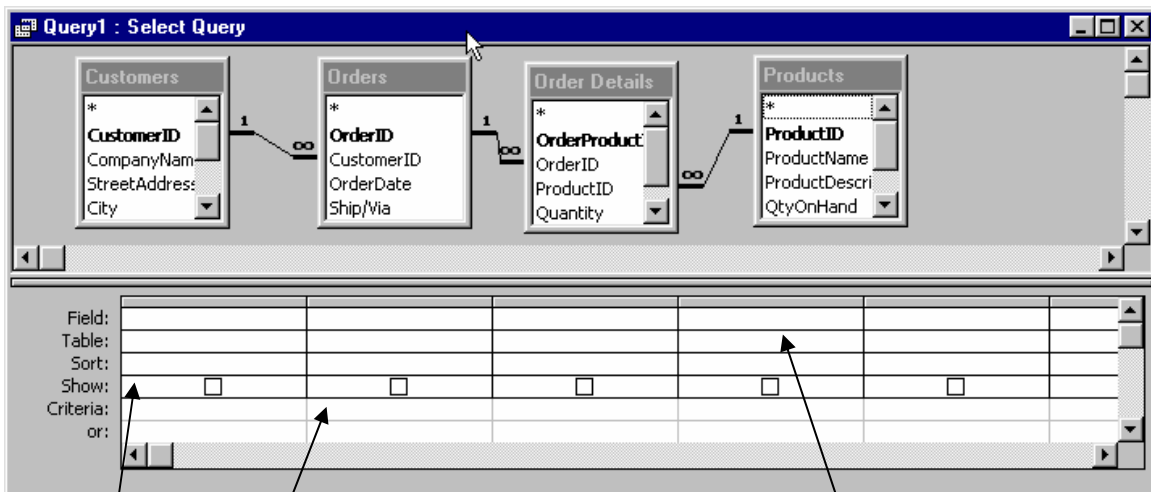 Query1 : Select Query
Customers
*
CustomerID
CompanyNam
StreetAddress
City
1
∞
Orders
*
OrderID
CustomerID
OrderDate
Ship/Via
1
∞
Order Details
*
OrderProductI
OrderID
ProductID
Quantity
∞
1
Products
*
ProductID
ProductName
ProductDescri
QtyOnHand
Field:
Table:
Sort:
Show:
Criteria:
or: